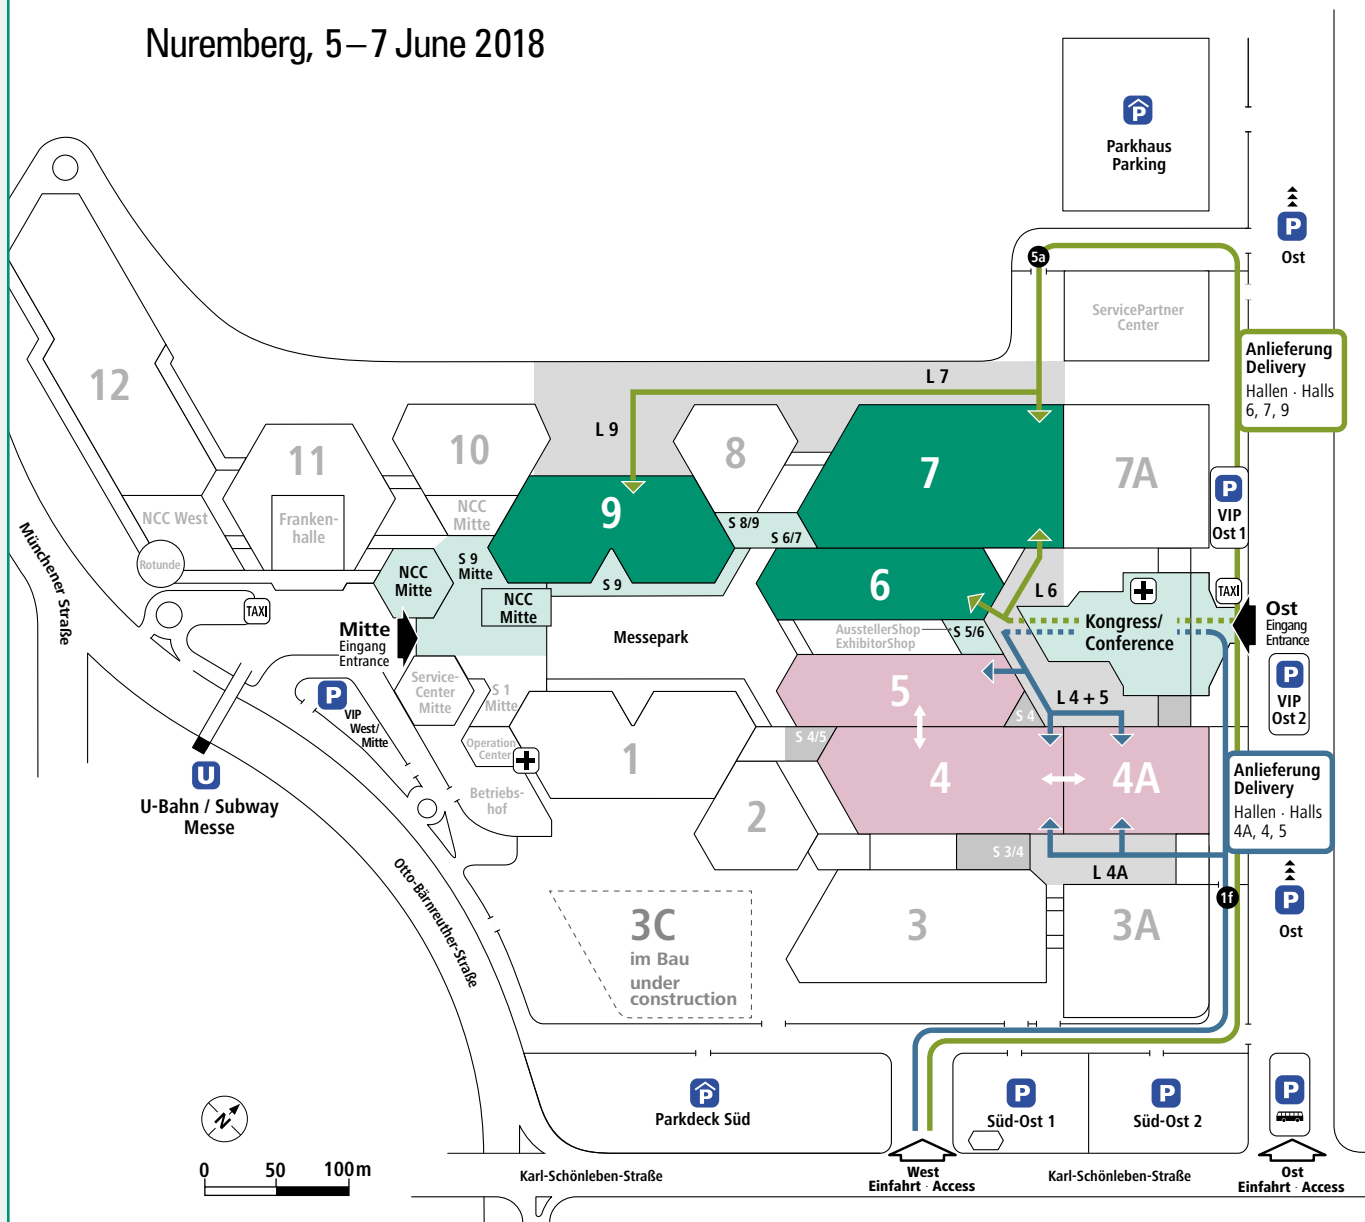 Nuremberg, 5–7 June 2018
P
Parkhaus
Parking
P
Ost
5a
ServicePartner
Center
Anlieferung
Delivery
Hallen · Halls
6, 7, 9
12
L 7
L 9
10
11
8
7
7A
NCC West
Franken-
halle
NCC
Mitte
9
S 8/9
S 6/7
P
VIP
Ost 1
Rotunde
Münchener Straße
NCC
Mitte
S 9
Mitte
S 9
NCC
Mitte
6
L 6
TAXI
TAXI
Mitte
Eingang
Entrance
Messepark
AusstellerShop
ExhibitorShop
S 5/6
Kongress/
Conference
Ost
Eingang
Entrance
Service-
Center
Mitte
S 1
Mitte
5
S 4
L 4 + 5
P
VIP
Ost 2
P
VIP
West/
Mitte
Operation
Center
1
S 4/5
4
4A
U
U-Bahn / Subway
Messe
Betriebs-
hof
2
Anlieferung
Delivery
Hallen · Halls
4A, 4, 5
S 3/4
L 4A
1f
P
Ost
Otto-Bärnreuther-Straße
3C
im Bau
under
construction
3
3A
P
Parkdeck Süd
P
Süd-Ost 1
P
Süd-Ost 2
P
N
0 50 100 m
Karl-Schönleben-Straße
West
Einfahrt · Access
Karl-Schönleben-Straße
Ost
Einfahrt · Access